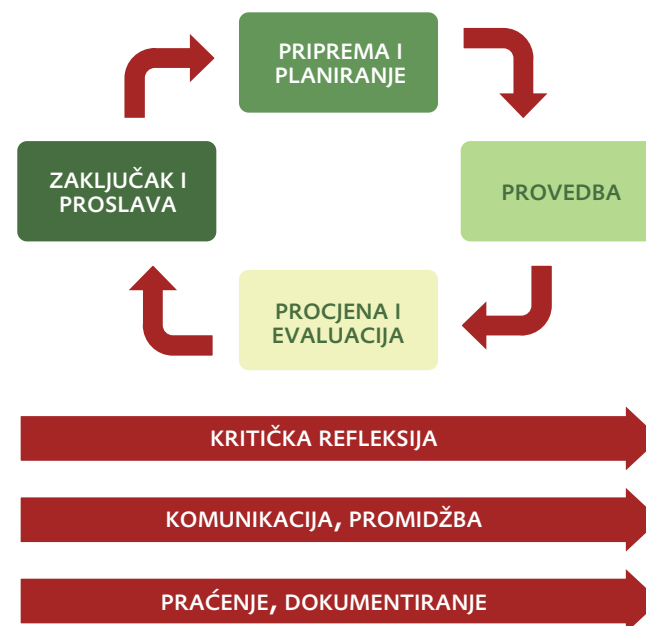 PRIPREMA I
PLANIRANJE
ZAKLJUČAK I
PROSLAVA
PROVEDBA
PROCJENA I
EVALUACIJA
KRITIČKA REFLEKSIJA
KOMUNIKACIJA, PROMIDŽBA
PRAĆENJE, DOKUMENTIRANJE